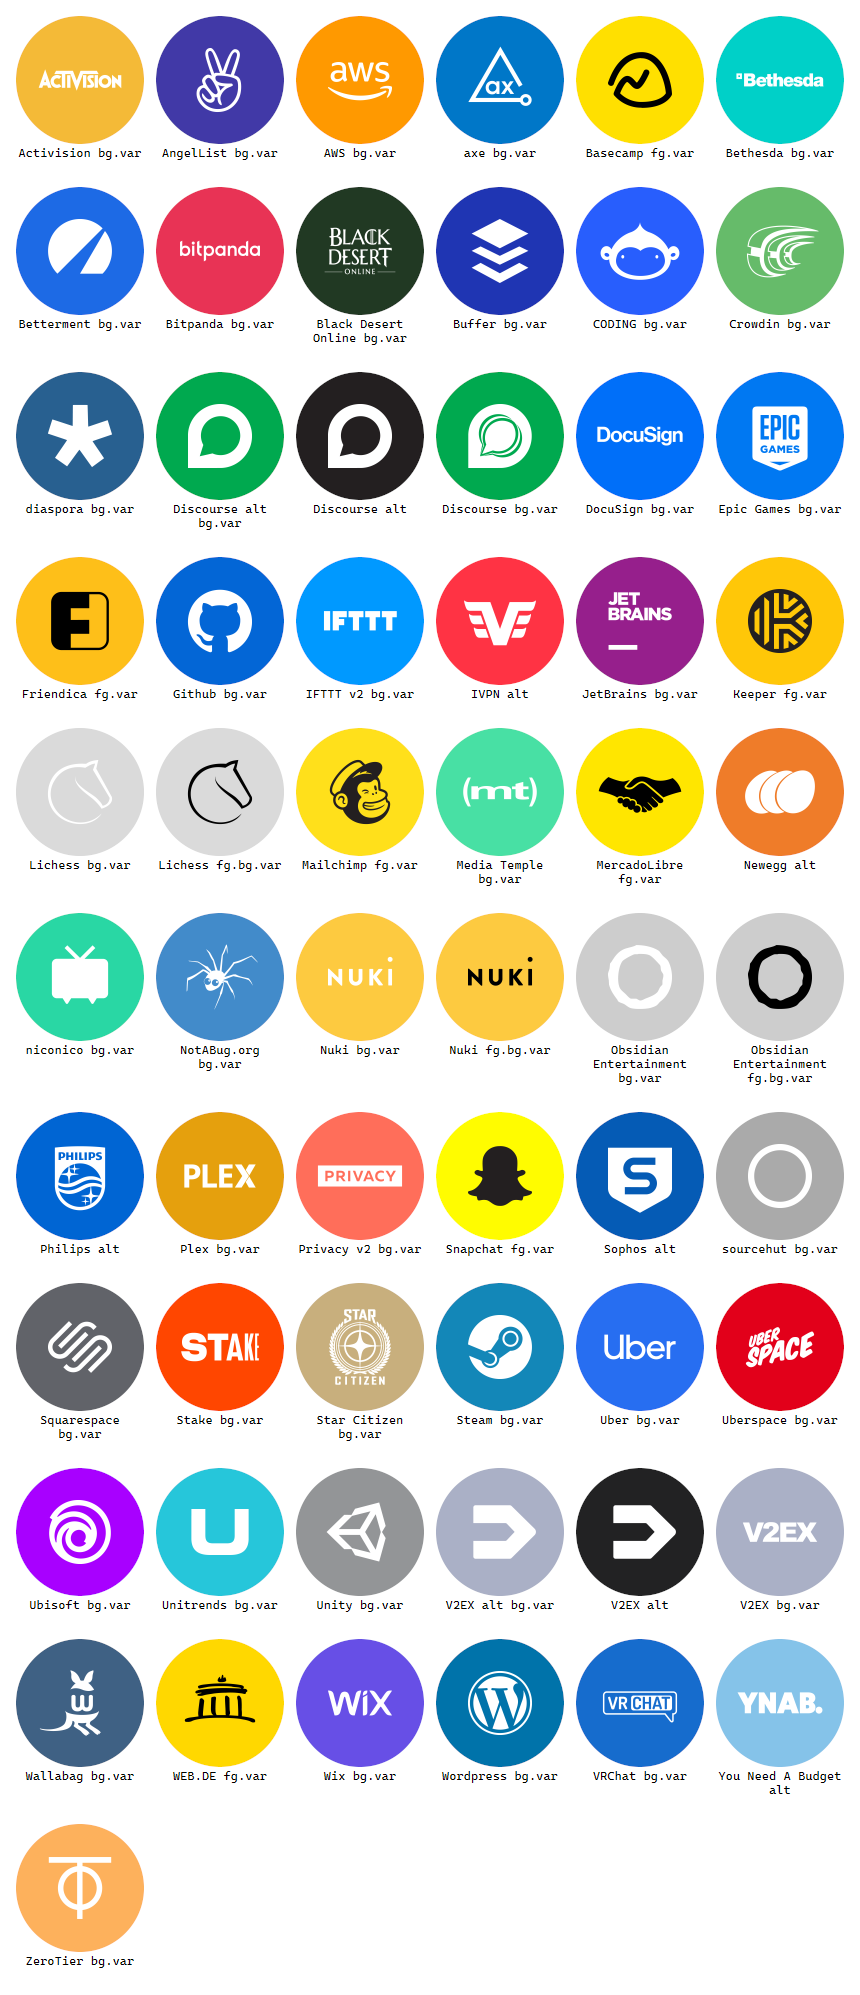 ACTIVISION
aws
ax
Bethesda
Activision bg.var
AngelList bg.var
AWS bg.var
axe bg.var
Basecamp fg.var
Bethesda bg.var
bitpanda
BLACK
DESERT
ONLINE
Betterment bg.var
Bitpanda bg.var
Black Desert
Online bg.var
Buffer bg.var
CODING bg.var
Crowdin bg.var
DocuSign
EPIC
GAMES
diaspora bg.var
Discourse alt
bg.var
Discourse alt
Discourse bg.var
DocuSign bg.var
Epic Games bg.var
F
IFTTT
V
JET
BRAINS
K
Friendica fg.var
Github bg.var
IFTTT v2 bg.var
IVPN alt
JetBrains bg.var
Keeper fg.var
(mt)
Lichess bg.var
Lichess fg.bg.var
Mailchimp fg.var
Media Temple
bg.var
MercadoLibre
fg.var
Newegg alt
NUKI
NUKI
niconico bg.var
NotABug.org
bg.var
Nuki bg.var
Nuki fg.bg.var
Obsidian
Entertainment
bg.var
Obsidian
Entertainment
fg.bg.var
PHILIPS
PLEX
PRIVACY
S
Philips alt
Plex bg.var
Privacy v2 bg.var
Snapchat fg.var
Sophos alt
sourcehut bg.var
STAKE
STAR
CITIZEN
Uber
UBER
SPACE
Squarespace
bg.var
Stake bg.var
Star Citizen
bg.var
Steam bg.var
Uber bg.var
Uberspace bg.var
U
V2EX
Ubisoft bg.var
Unitrends bg.var
Unity bg.var
V2EX alt bg.var
V2EX alt
V2EX bg.var
W
WiX
W
VR CHAT
YNAB.
Wallabag bg.var
WEB.DE fg.var
Wix bg.var
Wordpress bg.var
VRChat bg.var
You Need A Budget
alt
ZeroTier bg.var